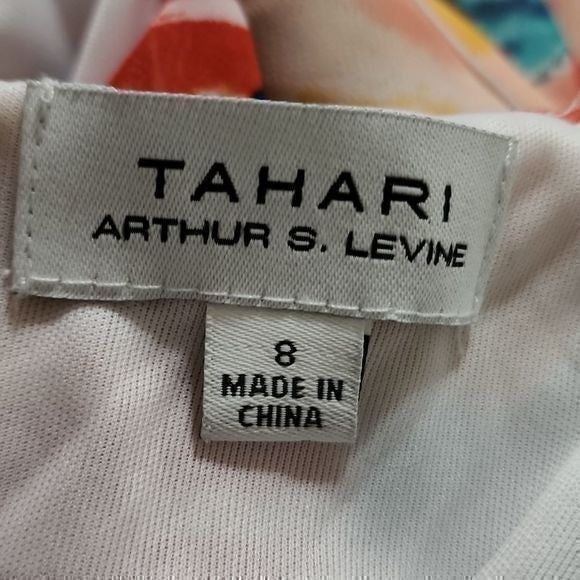 TAHARI
ARTHUR S. LEVINE
8
MADE IN
CHINA